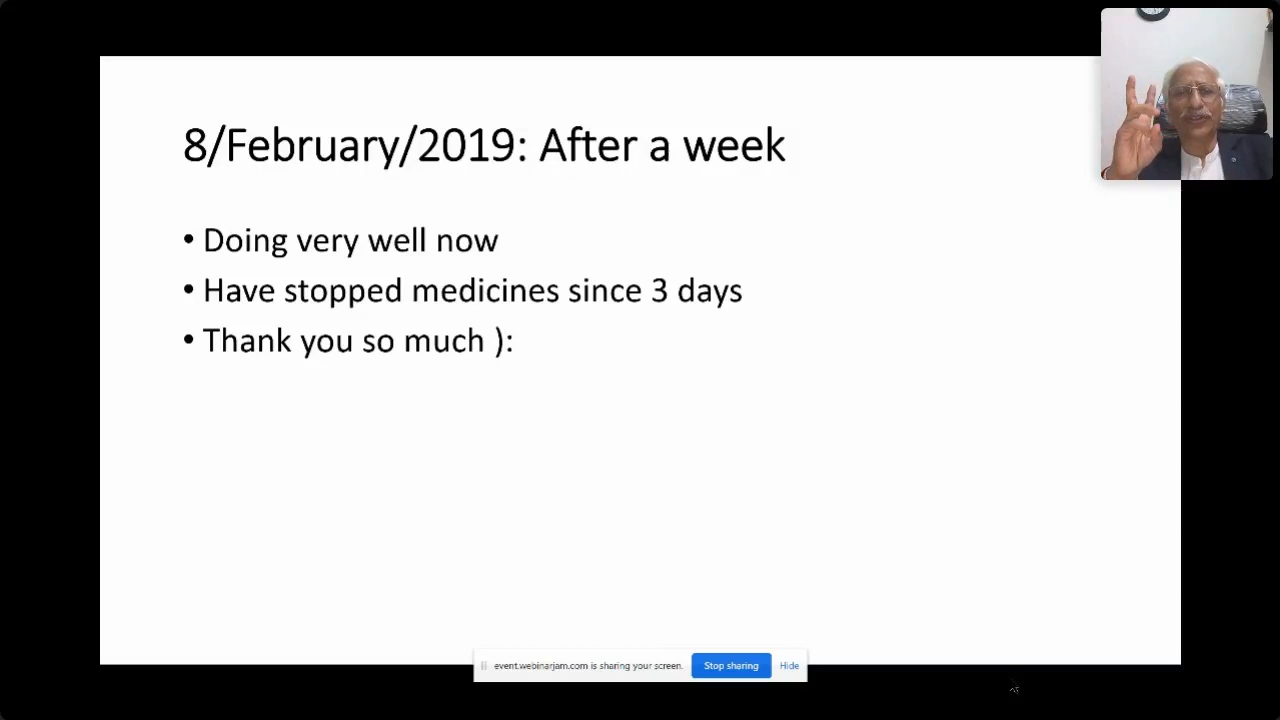 8/February/2019: After a week
• Doing very well now
• Have stopped medicines since 3 days
• Thank you so much ):
event.webinarjam.com is sharing your screen. Stop sharing Hide